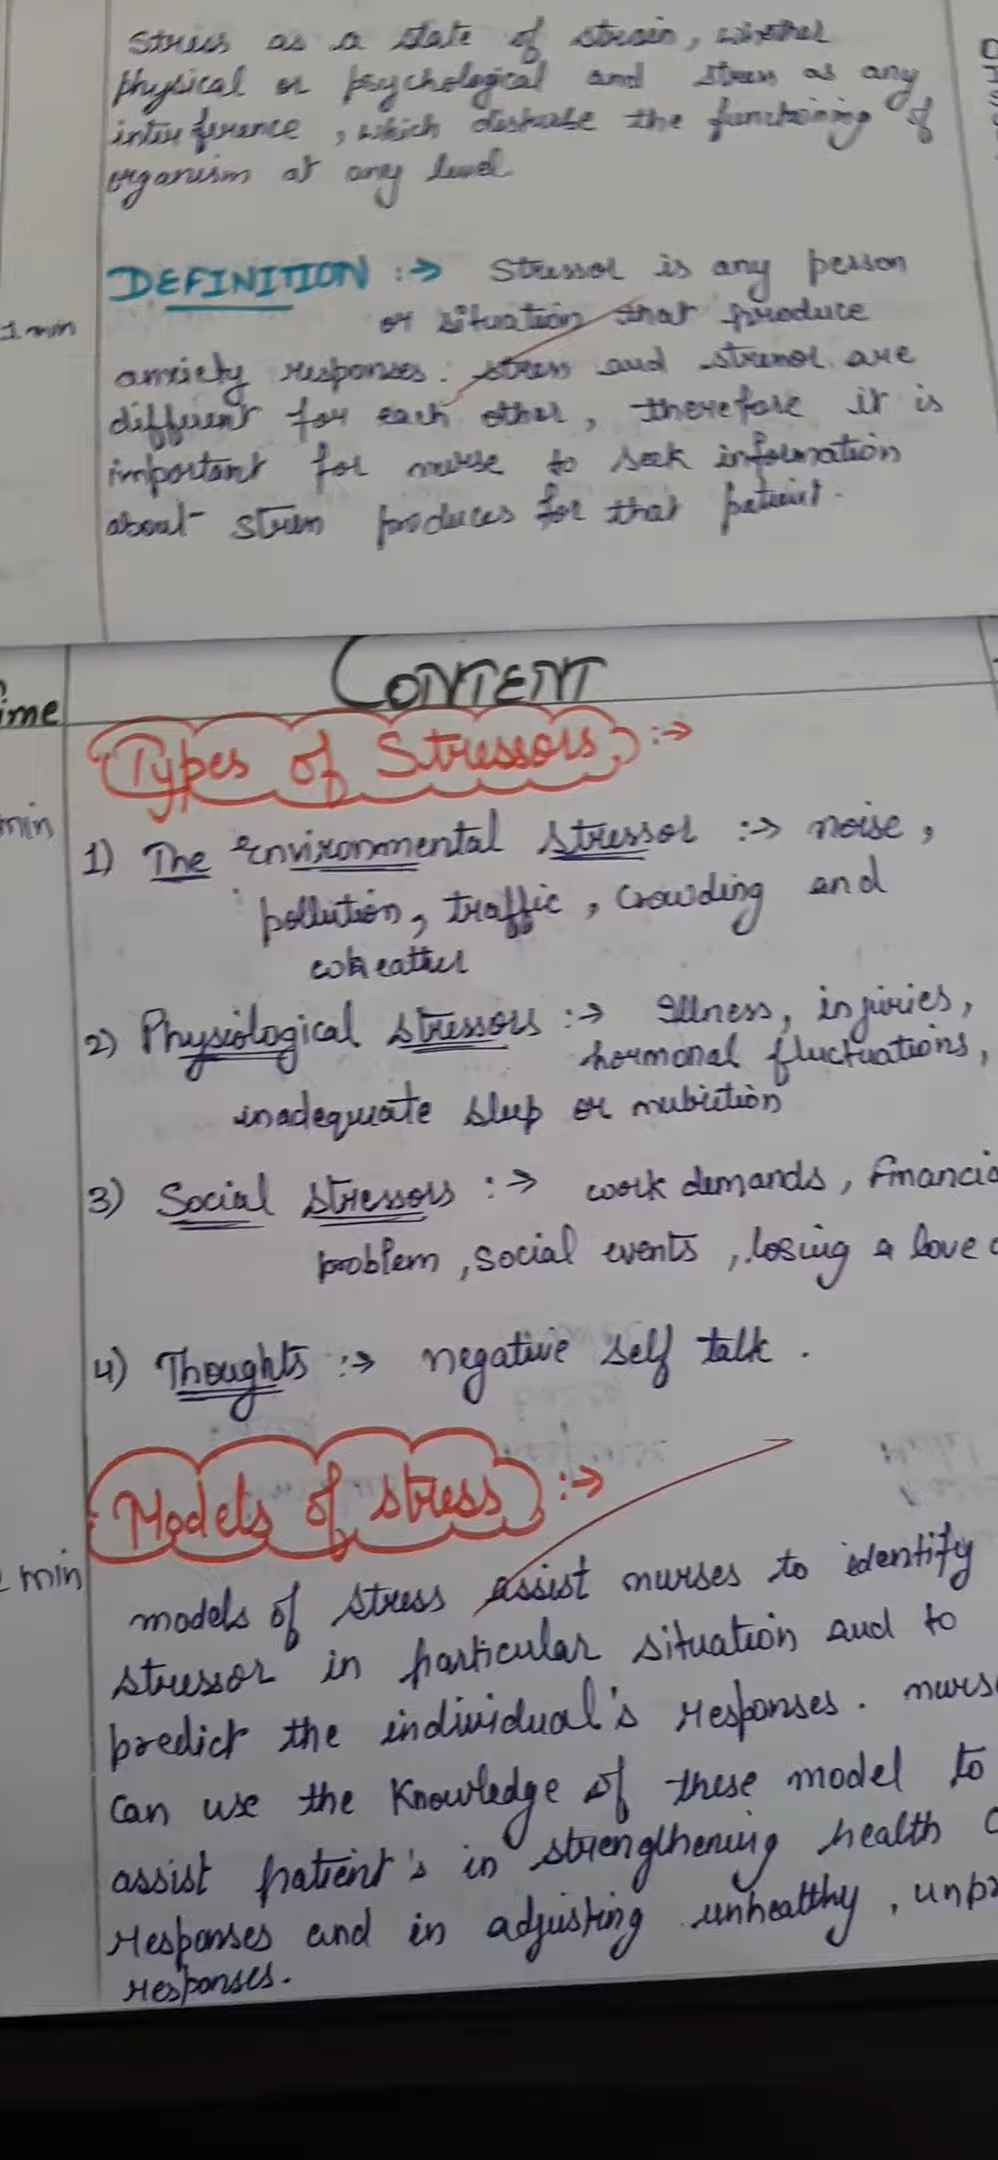 stress as a state of strain, whether
physical or psychological and stress as any
interference, which disturbe the functioning of
organism at any level
DEFINITION :→ Stressor is any person
1 min
or situation that produce
anxiety responses. stress and stressor are
different for each other, therefore it is
important for nurse to seek information
about stress produces for that patient.
CONTENT
ime
Types of Stressors :→
min
1) The Environmental stressor :→ noise,
pollution, traffic, crowding and
2) Physiological stressors :→ Illness, injuries,
hormonal fluctuations,
inadequate sleep or nutrition
3) Social stressors :→ work demands, Financia
problem, social events, losing a love o
4) Thoughts :→ negative self talk.
Models of stress :→
min
models of stress assist nurses to identify
stressor in particular situation and to
predict the individual's responses. nurs
can use the knowledge of these model to
assist patient's in strengthening health
responses and in adjusting unhealthy, unp
responses.